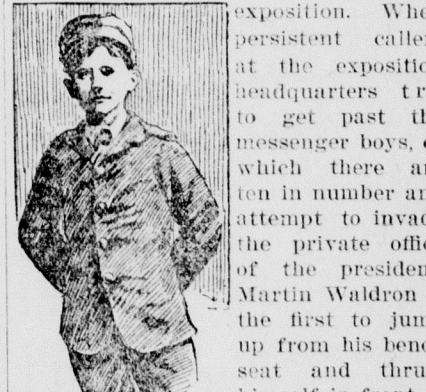 exposition. Whe
persistent caller
at the expositio
headquarters tr
to get past th
messenger boys, o
which there ar
ten in number an
attempt to invad
the private offic
of the presiden
Martin Waldron
the first to jum
up from his benc
seat and thru